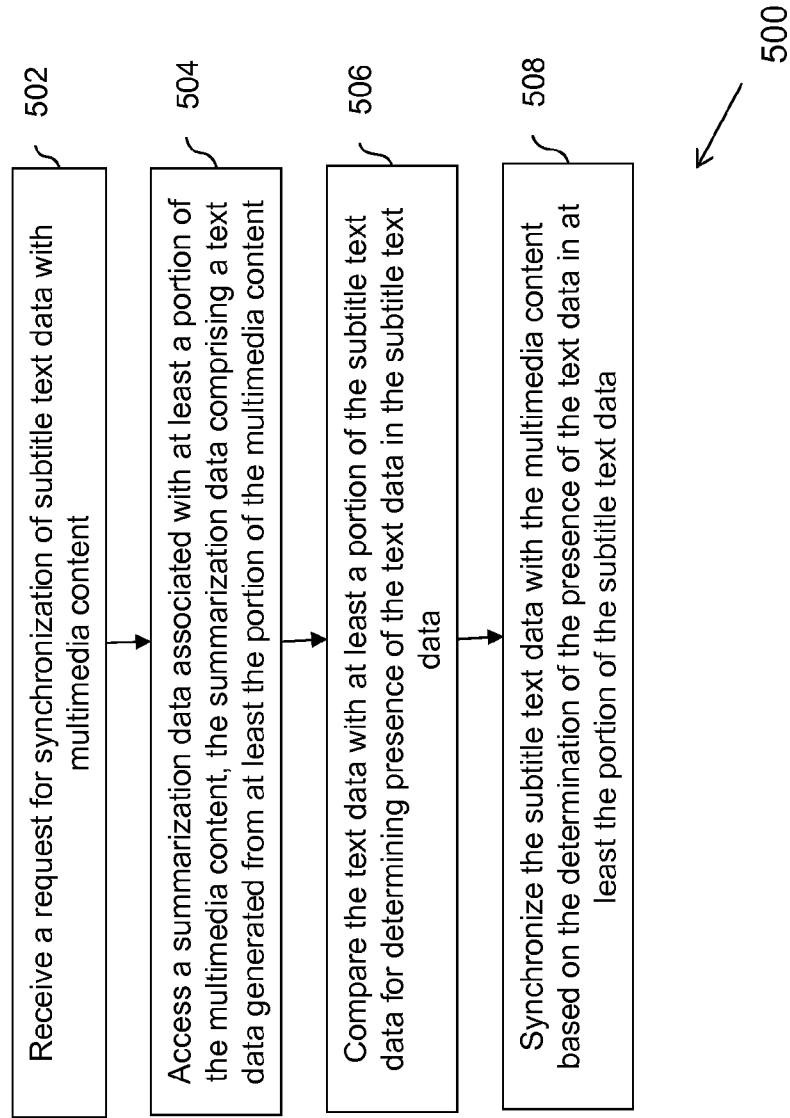 Receive a request for synchronization of subtitle text data with
multimedia content
502
Access a summarization data associated with at least a portion of
the multimedia content, the summarization data comprising a text
data generated from at least the portion of the multimedia content
504
Compare the text data with at least a portion of the subtitle text
data for determining presence of the text data in the subtitle text
data
506
Synchronize the subtitle text data with the multimedia content
based on the determination of the presence of the text data in at
least the portion of the subtitle text data
508
500